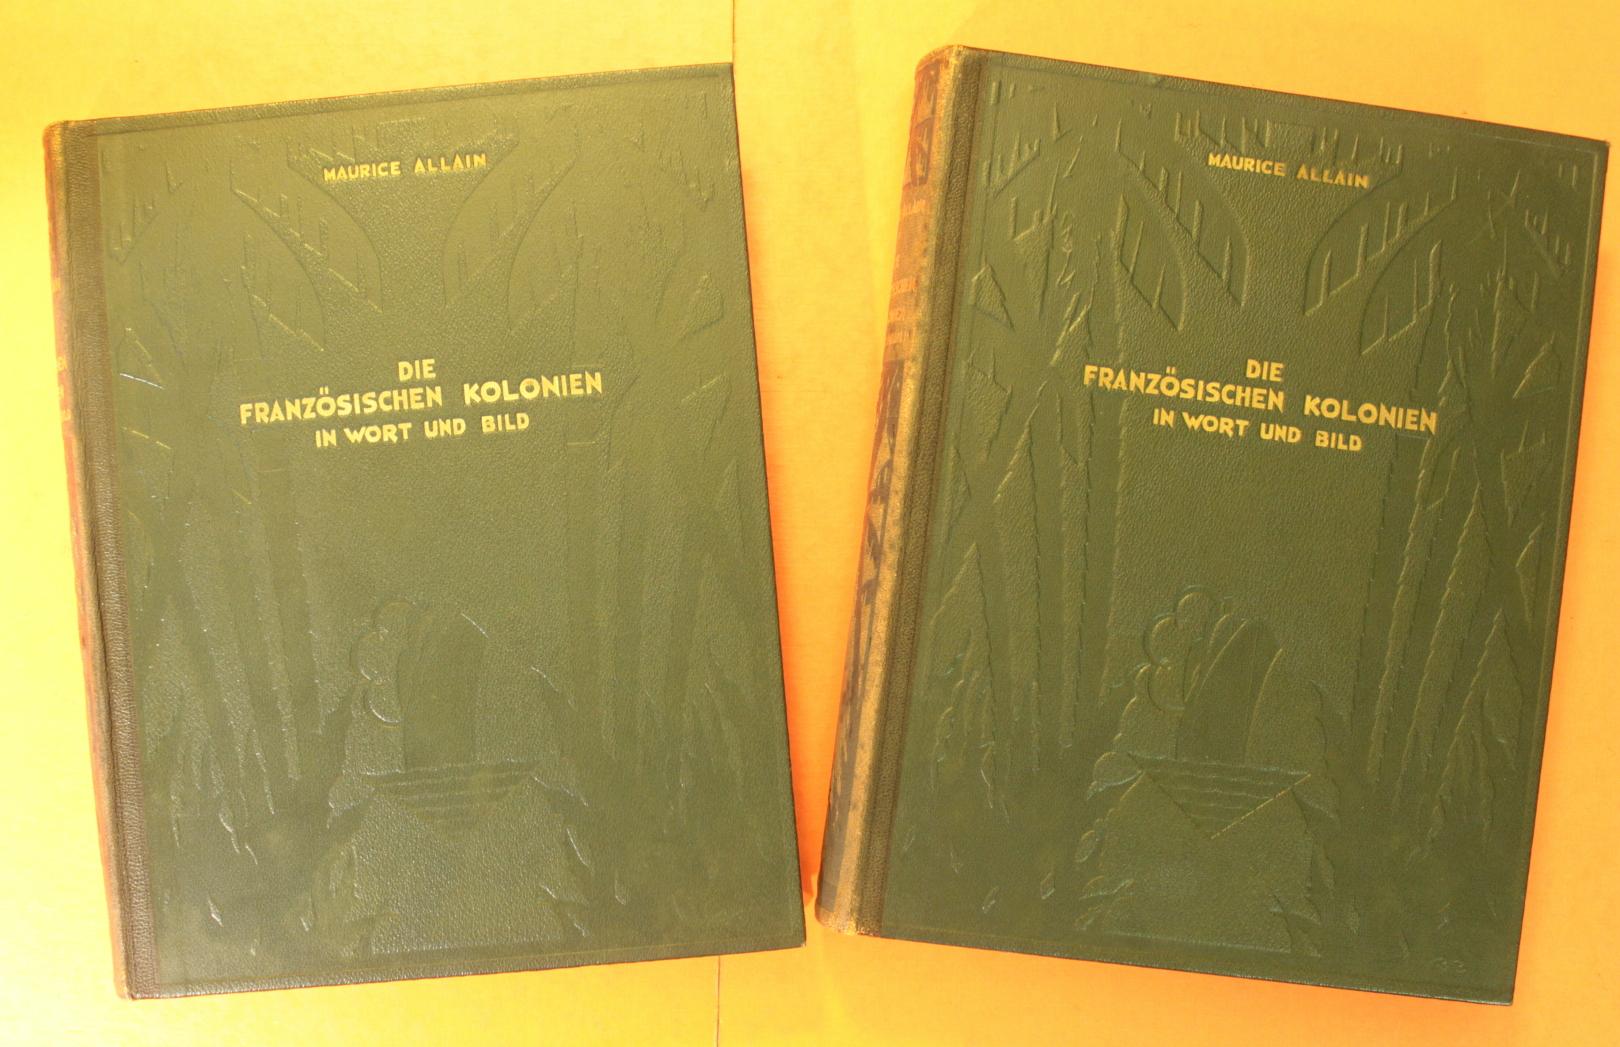 MAURICE ALLAIN
DIE
FRANZÖSISCHEN KOLONIEN
IN WORT UND BILD
MAURICE ALLAIN
DIE
FRANZÖSISCHEN KOLONIEN
IN WORT UND BILD